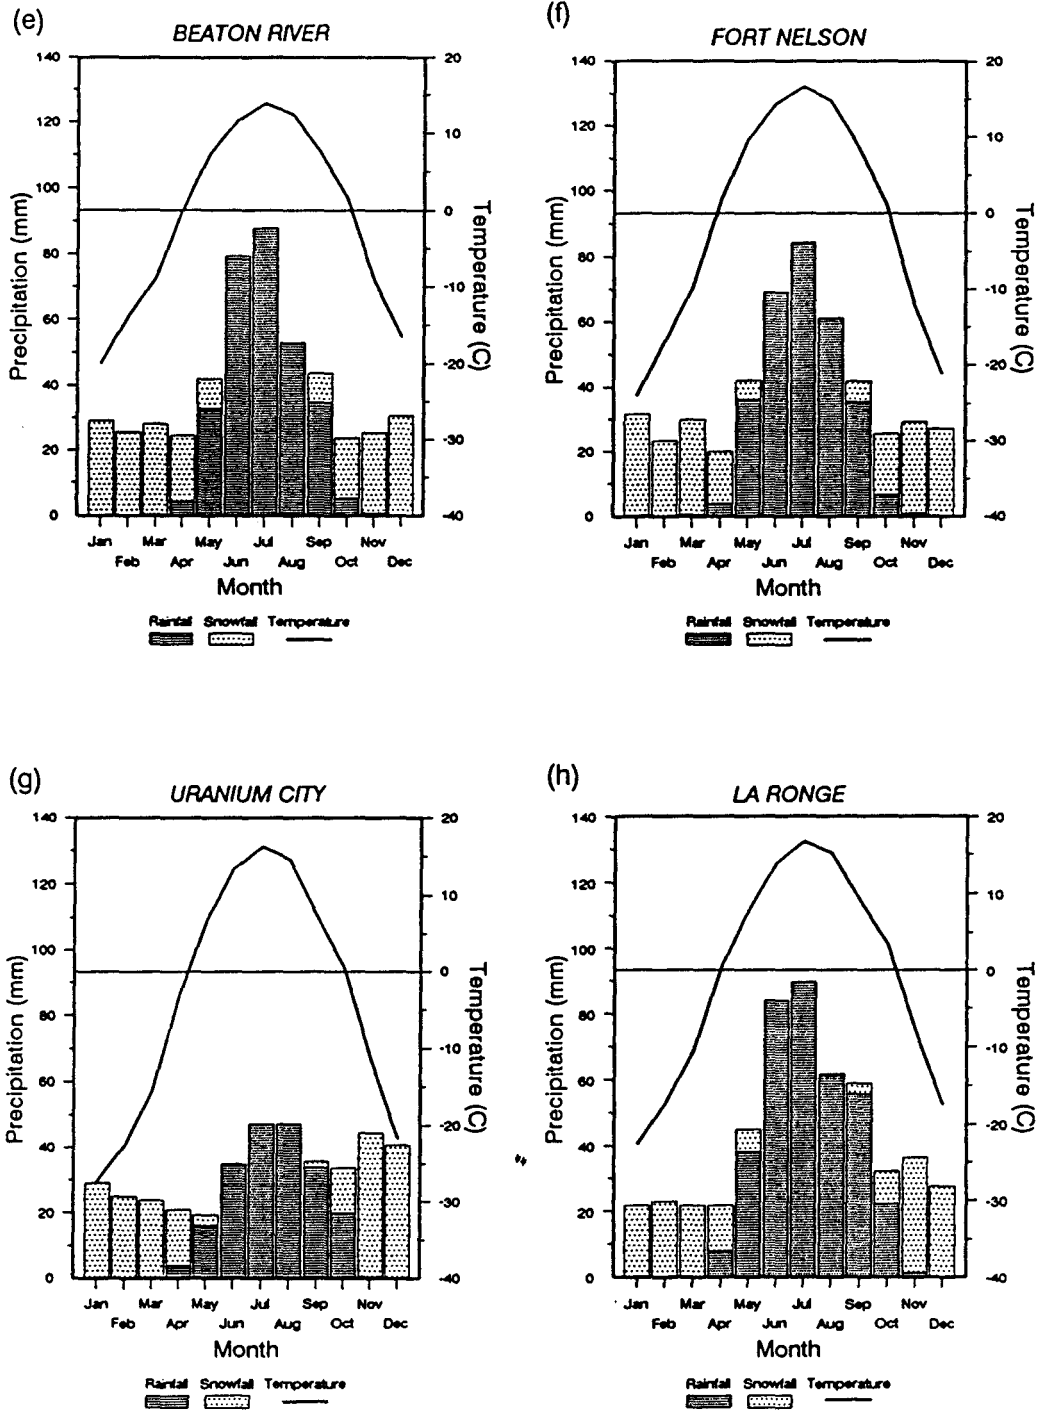 (e)
BEATON RIVER
140
120
100
80
60
40
20
0
Precipitation (mm)
20
10
0
-10
-20
-30
-40
Temperature (C)
Jan Mar May Jul Sep Nov
Feb Apr Jun Aug Oct Dec
Month
Rainfall Snowfall Temperature
(f)
FORT NELSON
140
120
100
80
60
40
20
0
Precipitation (mm)
20
10
0
-10
-20
-30
-40
Temperature (C)
Jan Mar May Jul Sep Nov
Feb Apr Jun Aug Oct Dec
Month
Rainfall Snowfall Temperature
(g)
URANIUM CITY
140
120
100
80
60
40
20
0
Precipitation (mm)
20
10
0
-10
-20
-30
-40
Temperature (C)
Jan Mar May Jul Sep Nov
Feb Apr Jun Aug Oct Dec
Month
Rainfall Snowfall Temperature
(h)
LA RONGE
140
120
100
80
60
40
20
0
Precipitation (mm)
20
10
0
-10
-20
-30
-40
Temperature (C)
Jan Mar May Jul Sep Nov
Feb Apr Jun Aug Oct Dec
Month
Rainfall Snowfall Temperature